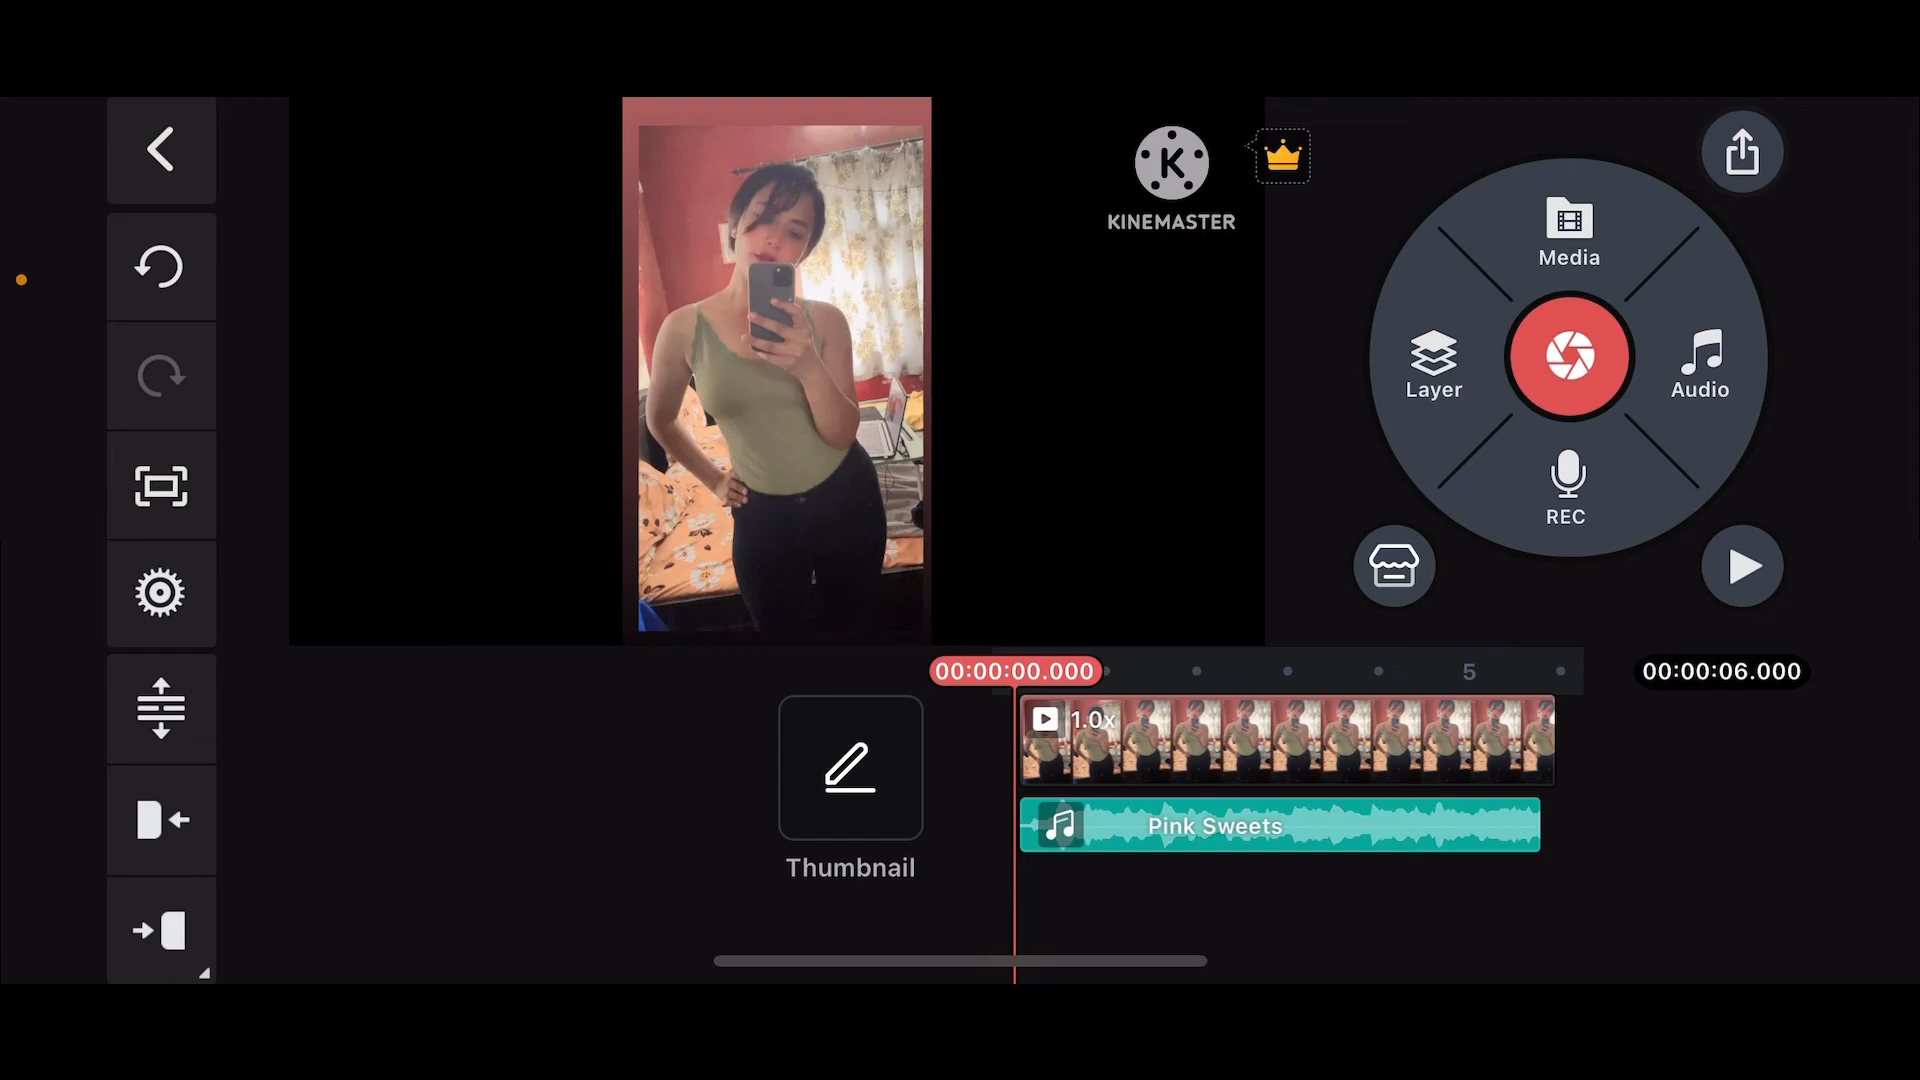 K
KINEMASTER
Media
Layer
Audio
REC
00:00:00.000
5
00:00:06.000
1.0x
Pink Sweets
Thumbnail